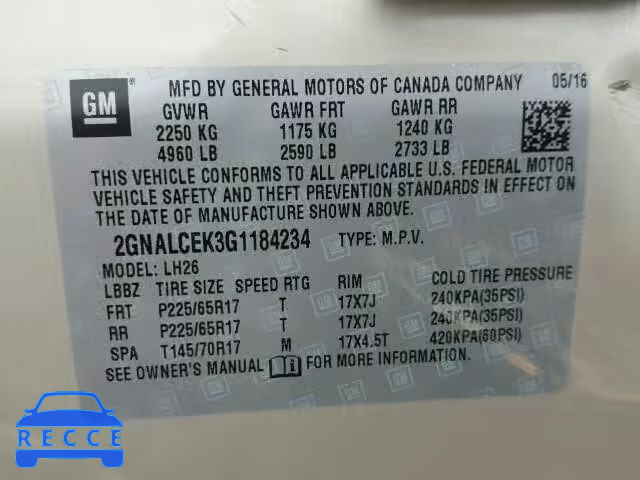 GM
MFD BY GENERAL MOTORS OF CANADA COMPANY 05/16
GVWR GAWR FRT GAWR RR
2250 KG 1175 KG 1240 KG
4960 LB 2590 LB 2733 LB
THIS VEHICLE CONFORMS TO ALL APPLICABLE U.S. FEDERAL MOTOR
VEHICLE SAFETY AND THEFT PREVENTION STANDARDS IN EFFECT ON
THE DATE OF MANUFACTURE SHOWN ABOVE.
2GNALCEK3G1184234 TYPE: M.P.V.
MODEL: LH26
LBBZ TIRE SIZE SPEED RTG RIM COLD TIRE PRESSURE
FRT P225/65R17 T 17X7J 240KPA(35PSI)
RR P225/65R17 T 17X7J 240KPA(35PSI)
SPA T145/70R17 M 17X4.5T 420KPA(60PSI)
SEE OWNER'S MANUAL FOR MORE INFORMATION.
RECCE